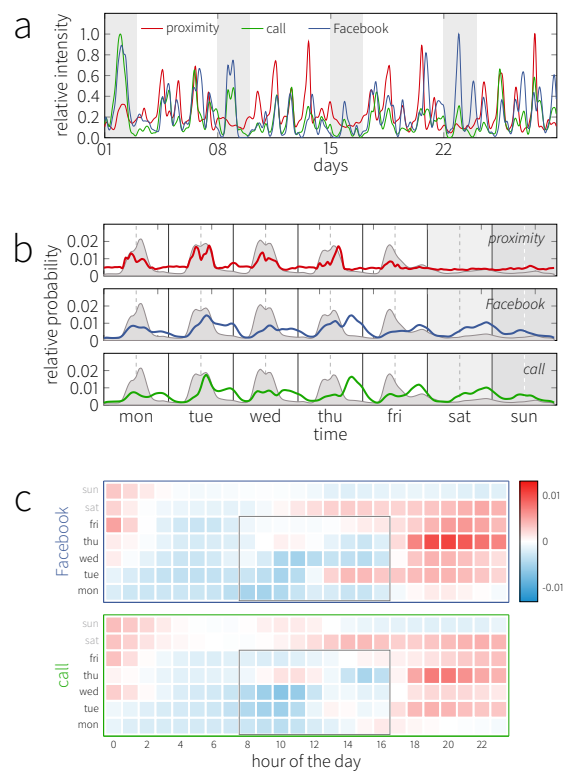 a
proximity call Facebook
relative intensity
1.0
0.8
0.6
0.4
0.2
0.0
01 08 15 22
days
b
relative probability
0.02
0.01
0
proximity
0.02
0.01
0
Facebook
0.02
0.01
0
call
mon tue wed thu fri sat sun
time
c
Facebook
sun
sat
fri
thu
wed
tue
mon
0.01
0
-0.01
call
sun
sat
fri
thu
wed
tue
mon
0 2 4 6 8 10 12 14 16 18 20 22
hour of the day